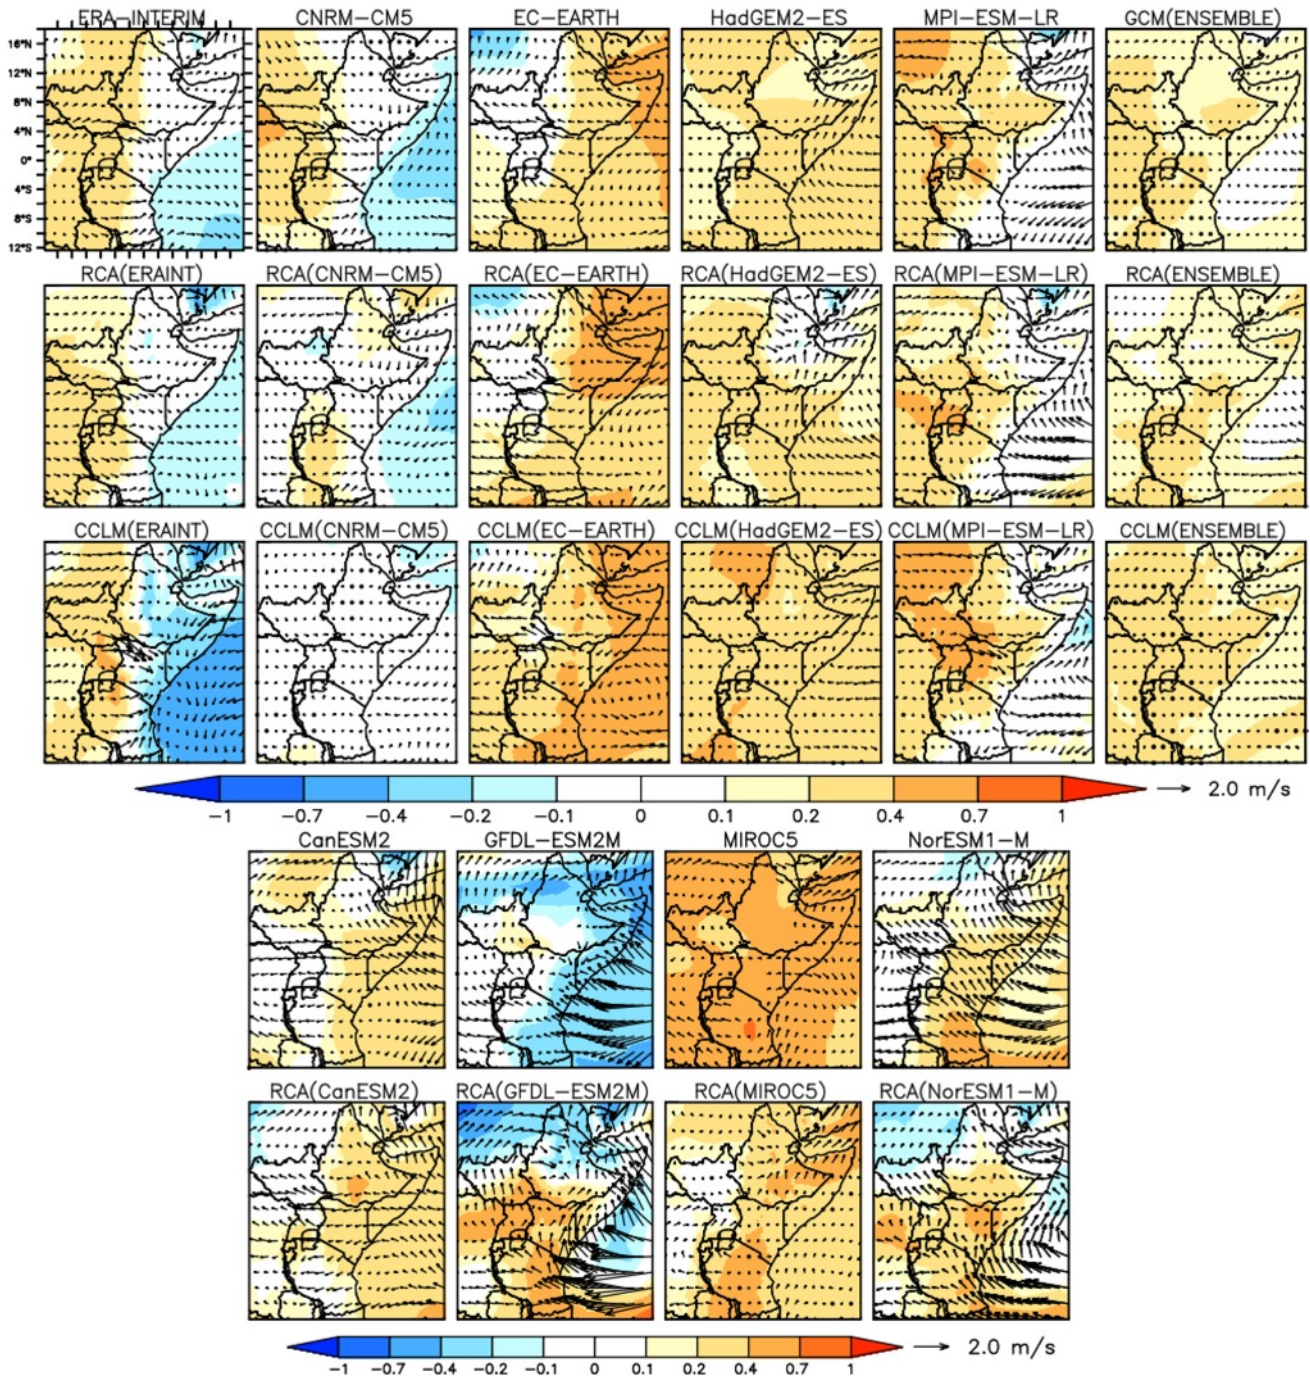 ERA-INTERIM CNRM-CM5 EC-EARTH HadGEM2-ES MPI-ESM-LR GCM(ENSEMBLE)
16°N
12°N
8°N
4°N
0°
4°S
8°S
12°S
RCA(ERAINT) RCA(CNRM-CM5) RCA(EC-EARTH) RCA(HadGEM2-ES) RCA(MPI-ESM-LR) RCA(ENSEMBLE)
CCLM(ERAINT) CCLM(CNRM-CM5) CCLM(EC-EARTH) CCLM(HadGEM2-ES) CCLM(MPI-ESM-LR) CCLM(ENSEMBLE)
2.0 m/s
-1 -0.7 -0.4 -0.2 -0.1 0 0.1 0.2 0.4 0.7 1
CanESM2 GFDL-ESM2M MIROC5 NorESM1-M
RCA(CanESM2) RCA(GFDL-ESM2M) RCA(MIROC5) RCA(NorESM1-M)
2.0 m/s
-1 -0.7 -0.4 -0.2 -0.1 0 0.1 0.2 0.4 0.7 1